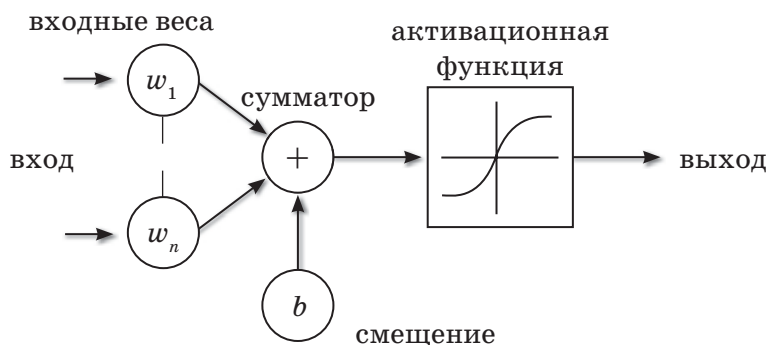 входные веса
активационная
функция
w1
сумматор
вход
+
выход
wn
b
смещение